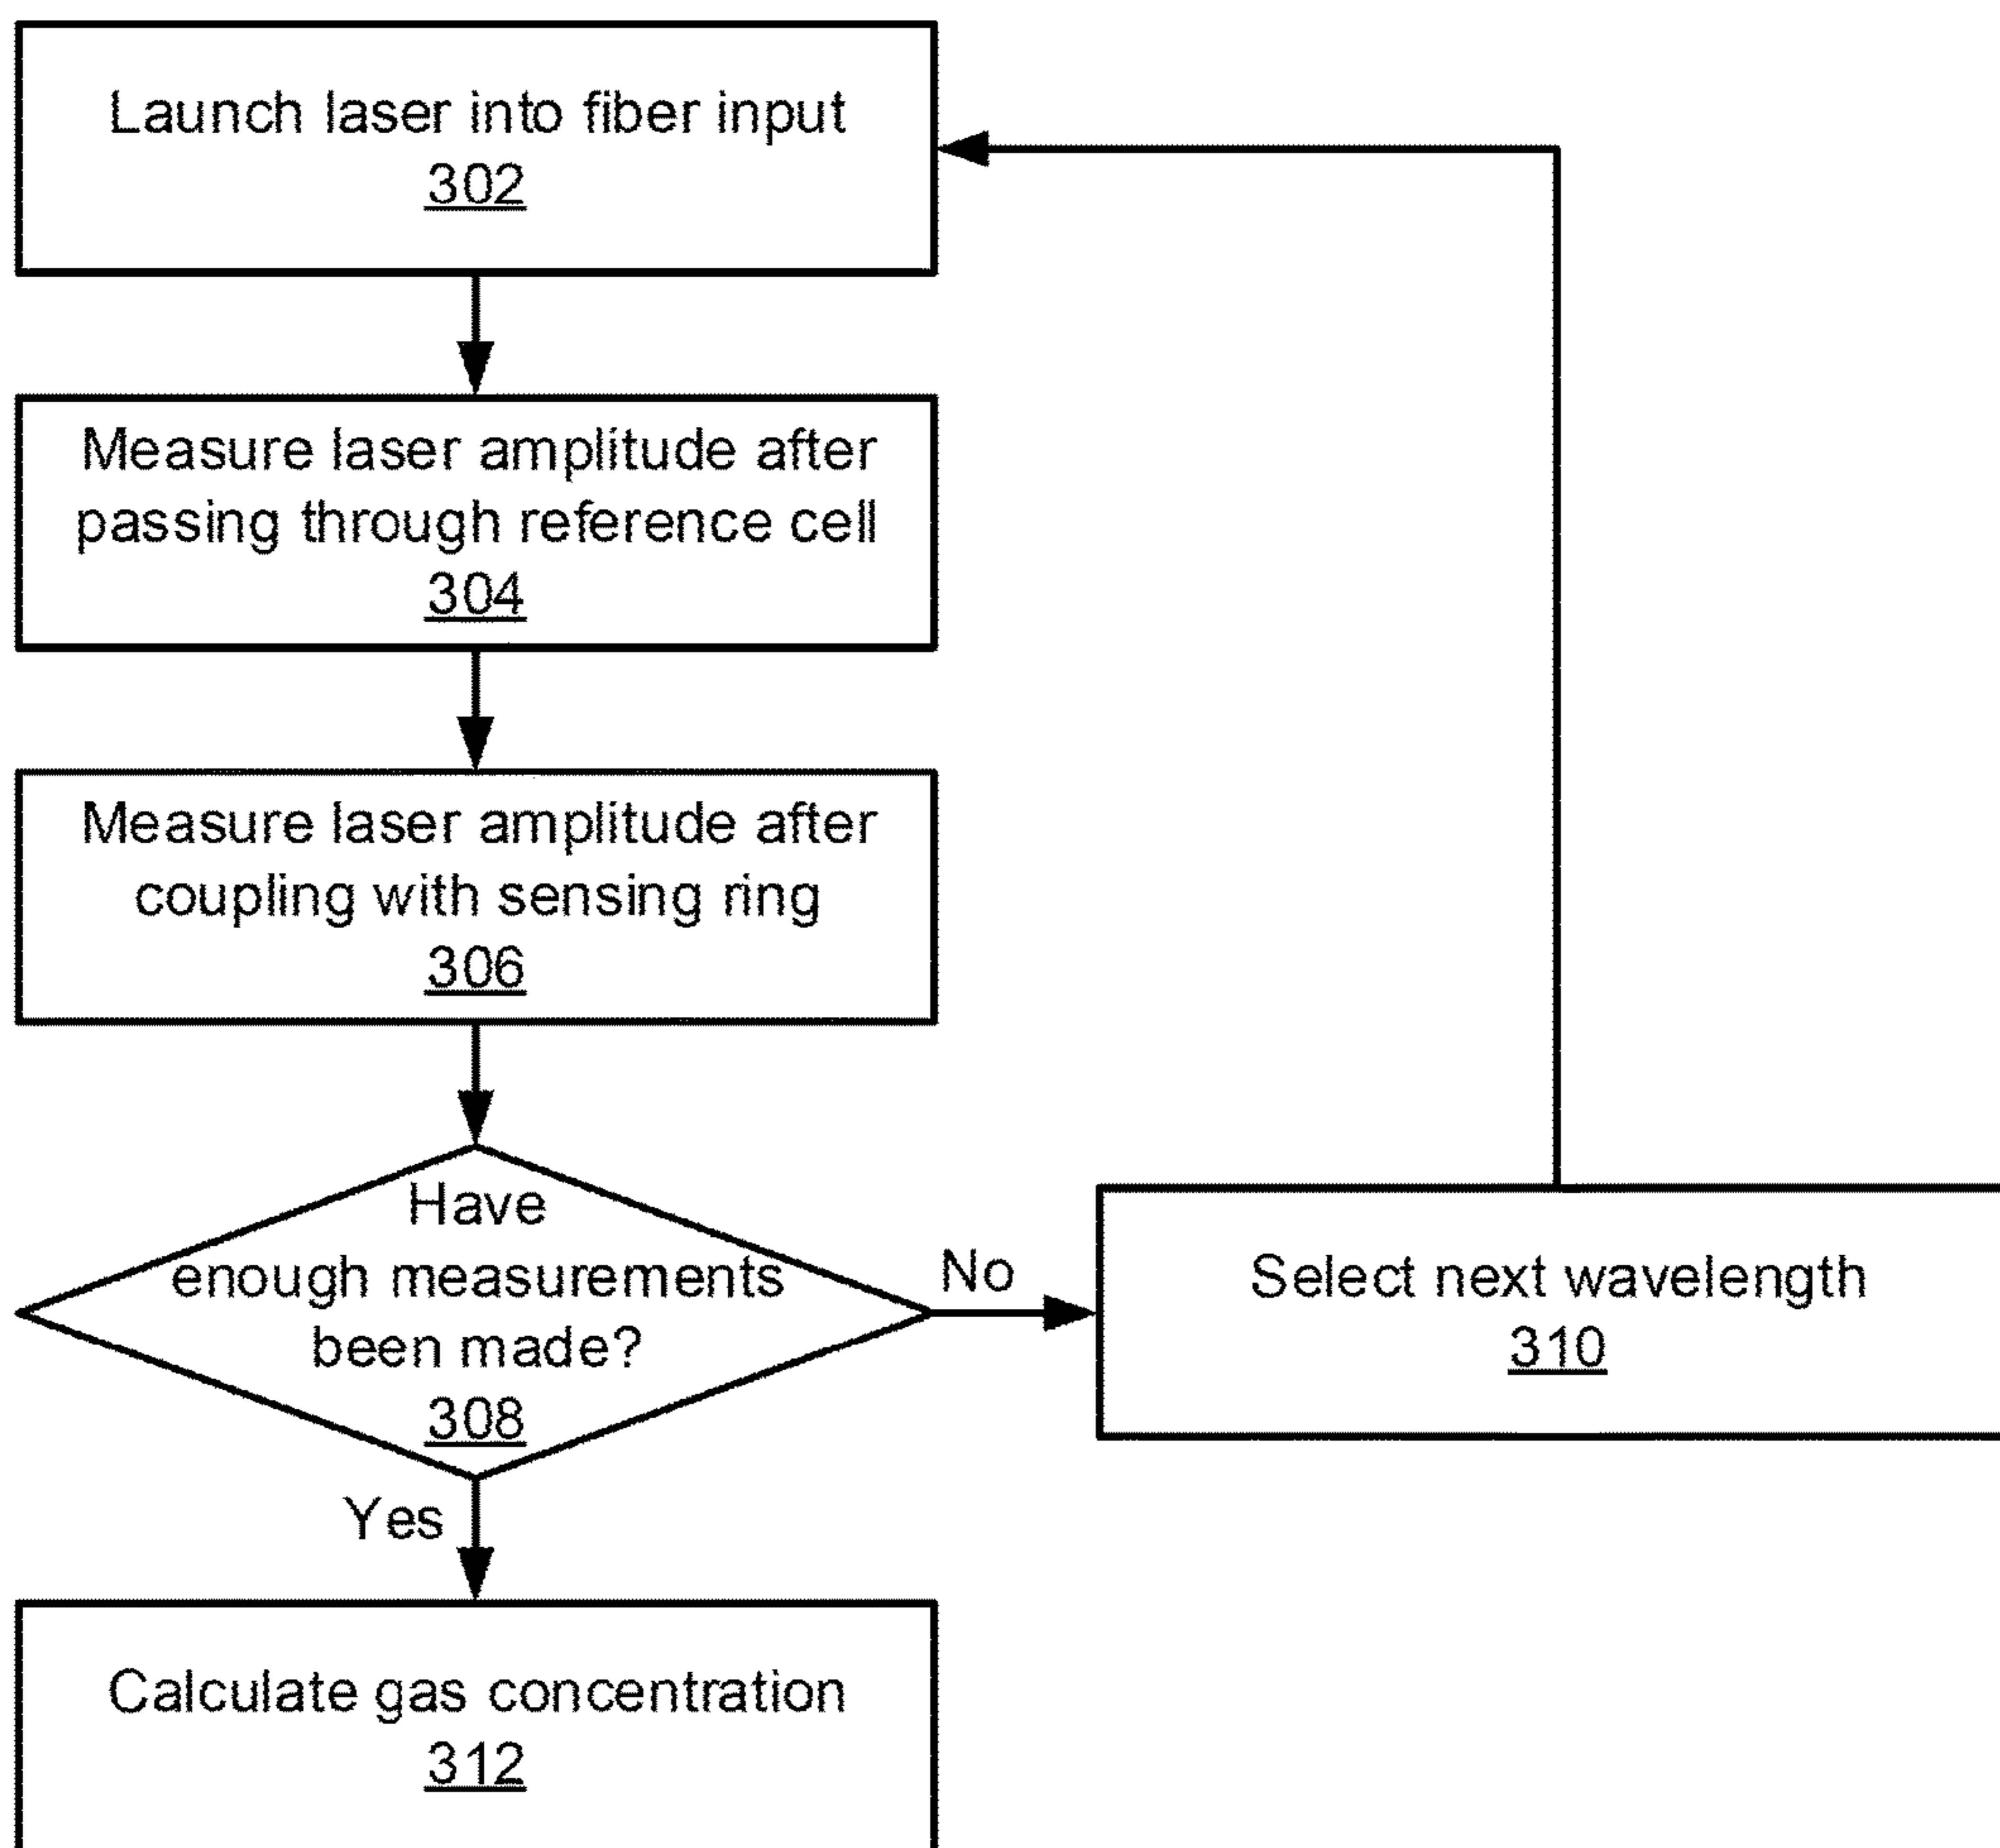 Launch laser into fiber input
302
Measure laser amplitude after
passing through reference cell
304
Measure laser amplitude after
coupling with sensing ring
306
Have
enough measurements
been made?
308
No
Select next wavelength
310
Yes
Calculate gas concentration
312